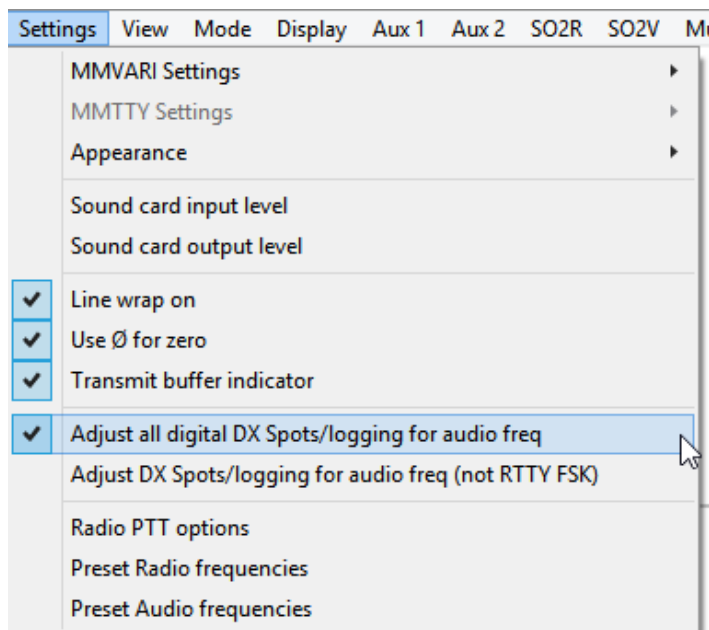 Settings View Mode Display Aux 1 Aux 2 SO2R SO2V
MMVARI Settings
MMTTY Settings
Appearance
Sound card input level
Sound card output level
Line wrap on
Use Ø for zero
Transmit buffer indicator
Adjust all digital DX Spots/logging for audio freq
Adjust DX Spots/logging for audio freq (not RTTY FSK)
Radio PTT options
Preset Radio frequencies
Preset Audio frequencies